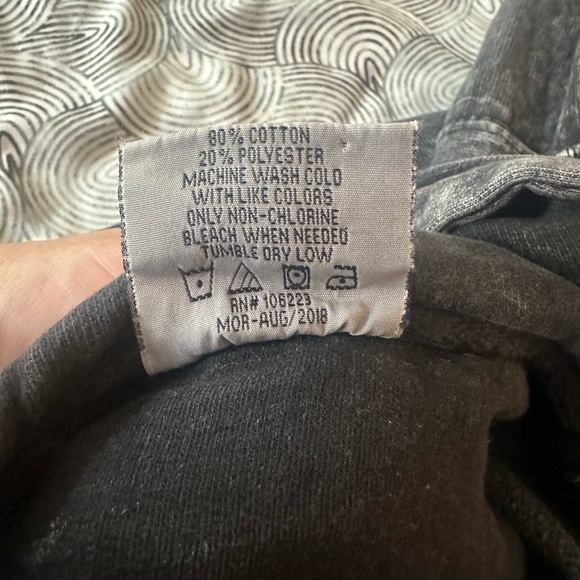 80% COTTON
20% POLYESTER
MACHINE WASH COLD
WITH LIKE COLORS
ONLY NON-CHLORINE
BLEACH WHEN NEEDED
TUMBLE DRY LOW
RN# 106223
MOR-AUG/2018